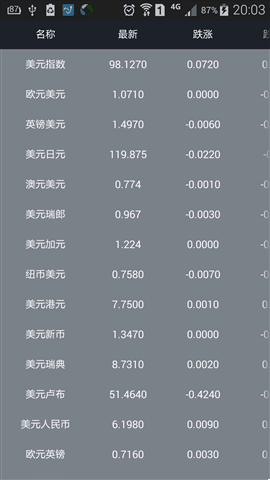 87 1 4G 87% 20:03
名称 最新 跌涨
美元指数 98.1270 0.0720 0.
欧元美元 1.0710 0.0000 -0
英镑美元 1.4970 -0.0060 -0
美元日元 119.875 -0.0220 -
澳元美元 0.774 -0.0010 -0
美元瑞郎 0.967 -0.0030 -0
美元加元 1.224 0.0000 -0
纽币美元 0.7580 -0.0070 -0
美元港元 7.7500 0.0010 0.
美元新币 1.3470 0.0000 -0
美元瑞典 8.7310 0.0020 0.
美元卢布 51.4640 -0.4240 -0
美元人民币 6.1980 0.0090 0.
欧元英镑 0.7160 0.0030 0.